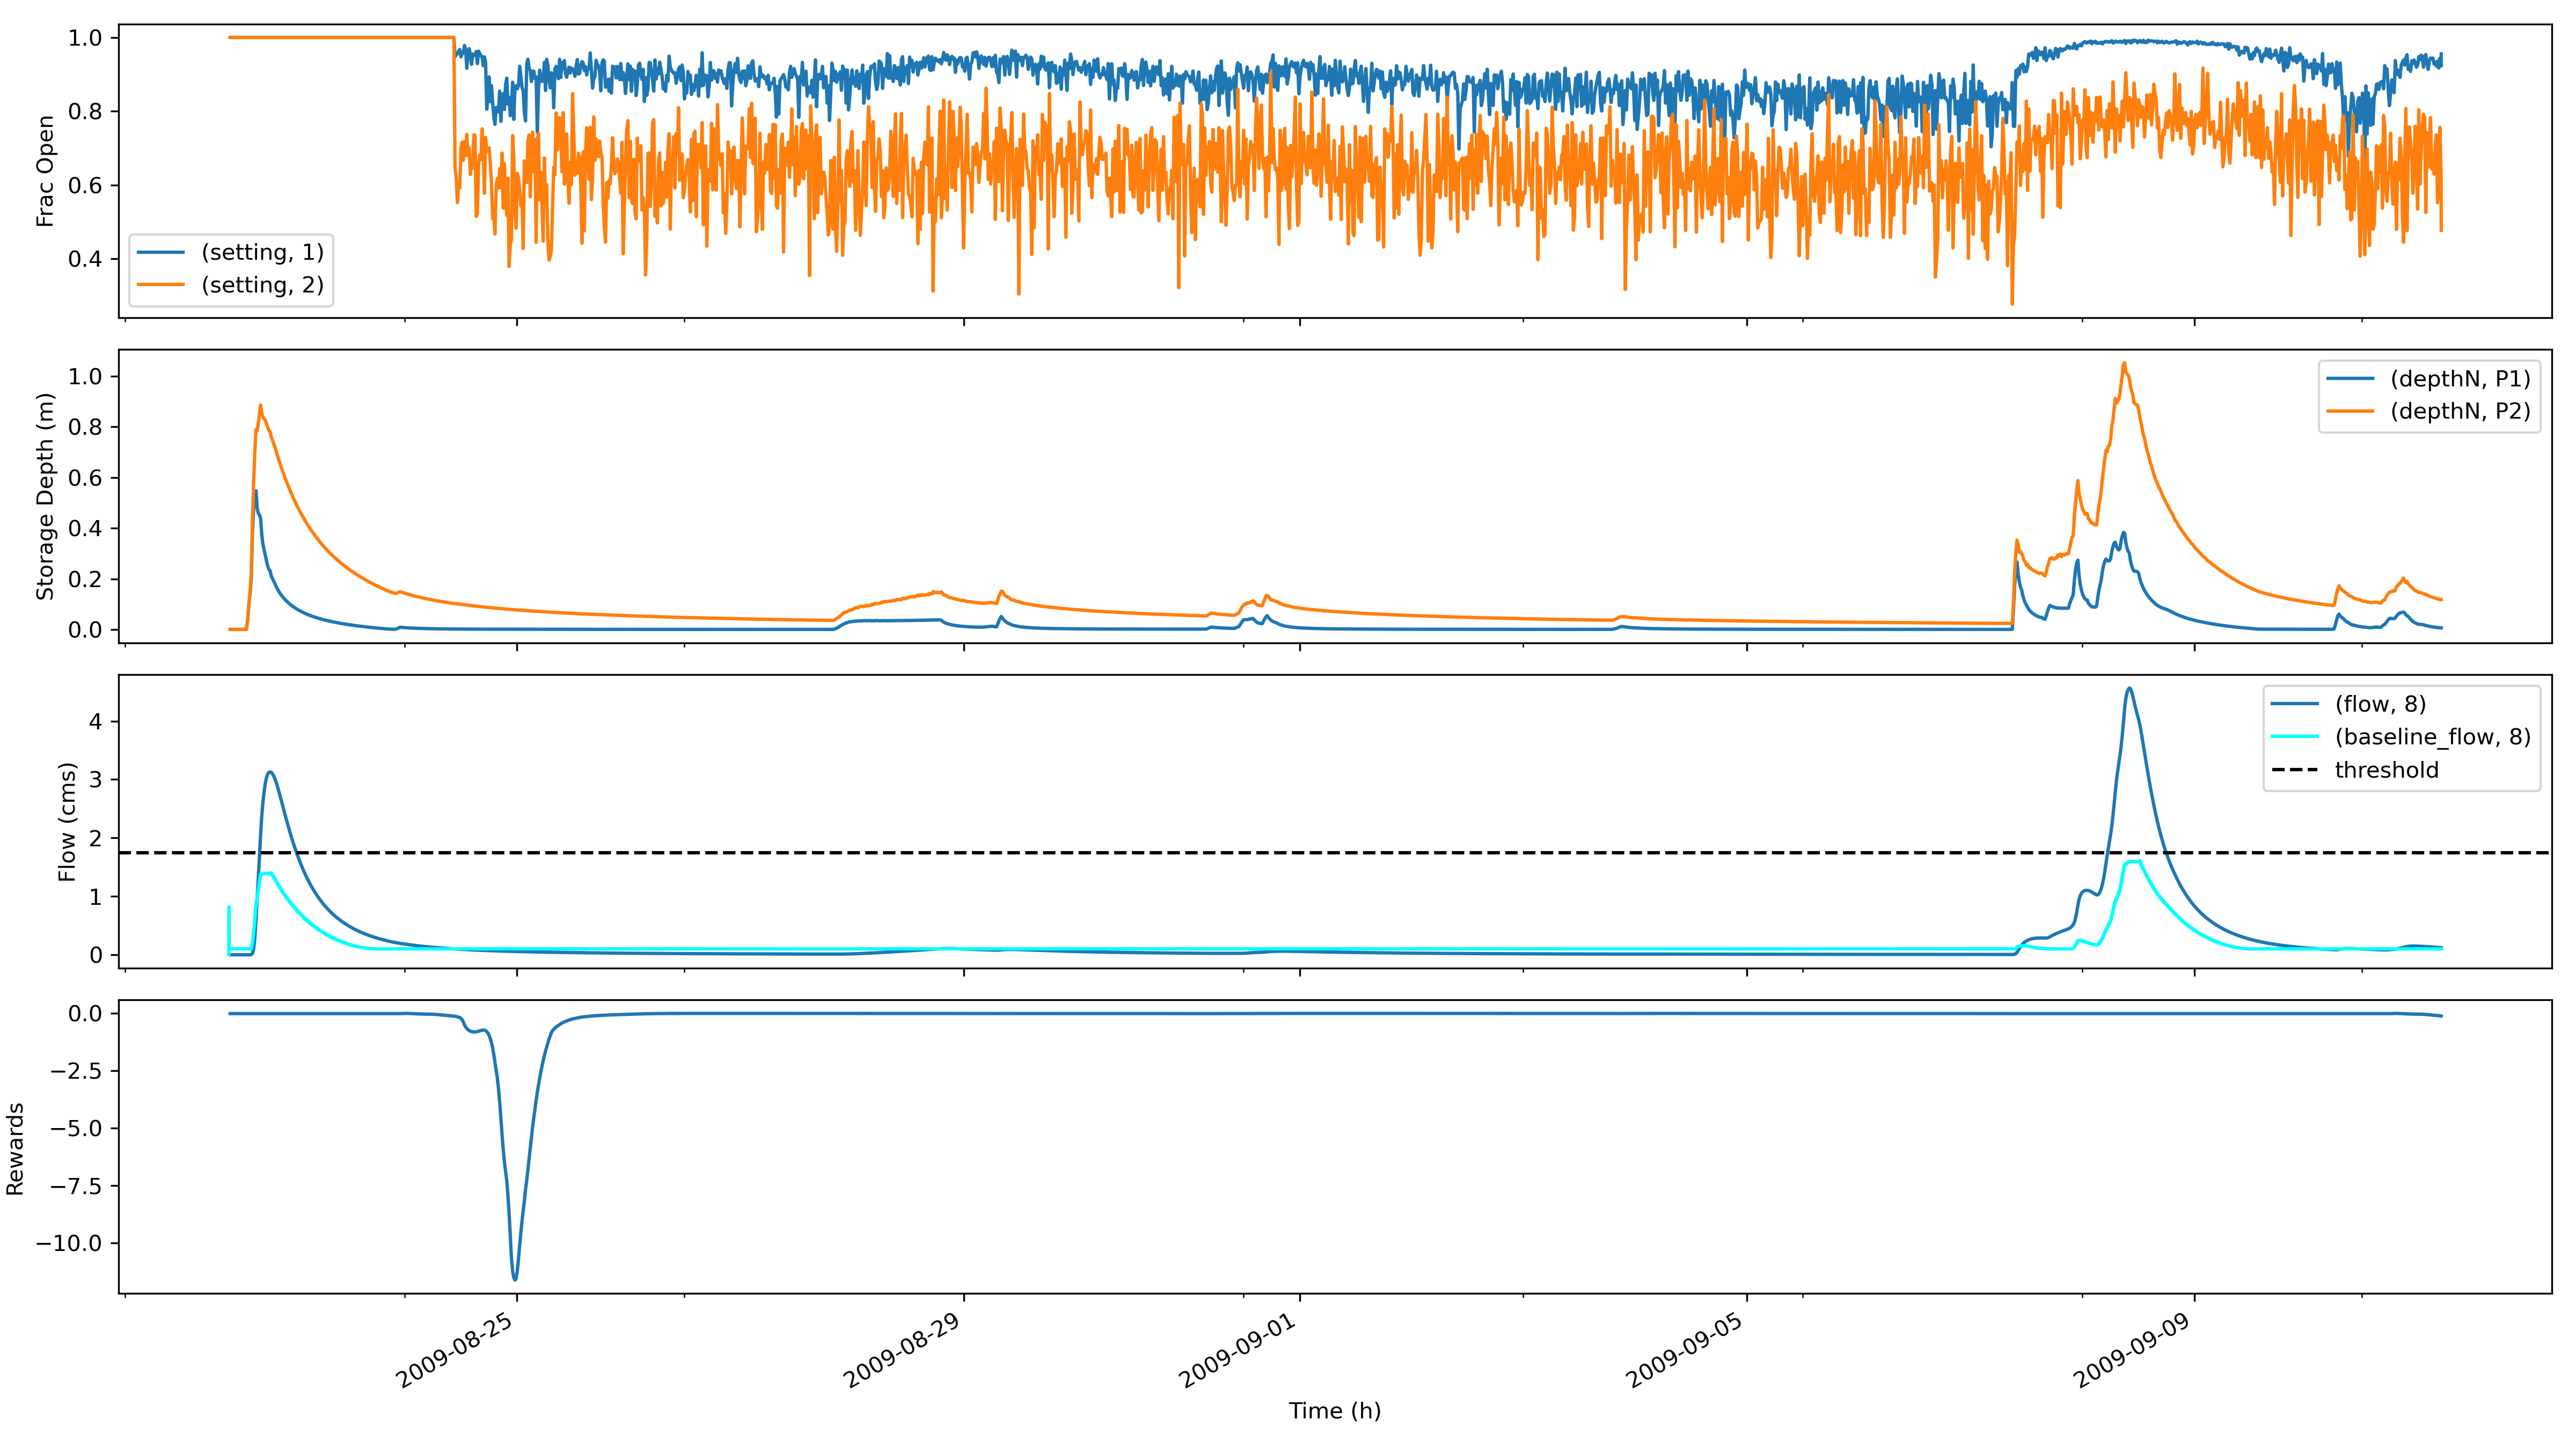 Frac Open
1.0
0.8
0.6
0.4
(setting, 1)
(setting, 2)
Storage Depth (m)
1.0
0.8
0.6
0.4
0.2
0.0
(depthN, P1)
(depthN, P2)
Flow (cms)
4
3
2
1
0
(flow, 8)
(baseline_flow, 8)
threshold
Rewards
0.0
−2.5
−5.0
−7.5
−10.0
2009-08-25
2009-08-29
2009-09-01
2009-09-05
2009-09-09
Time (h)